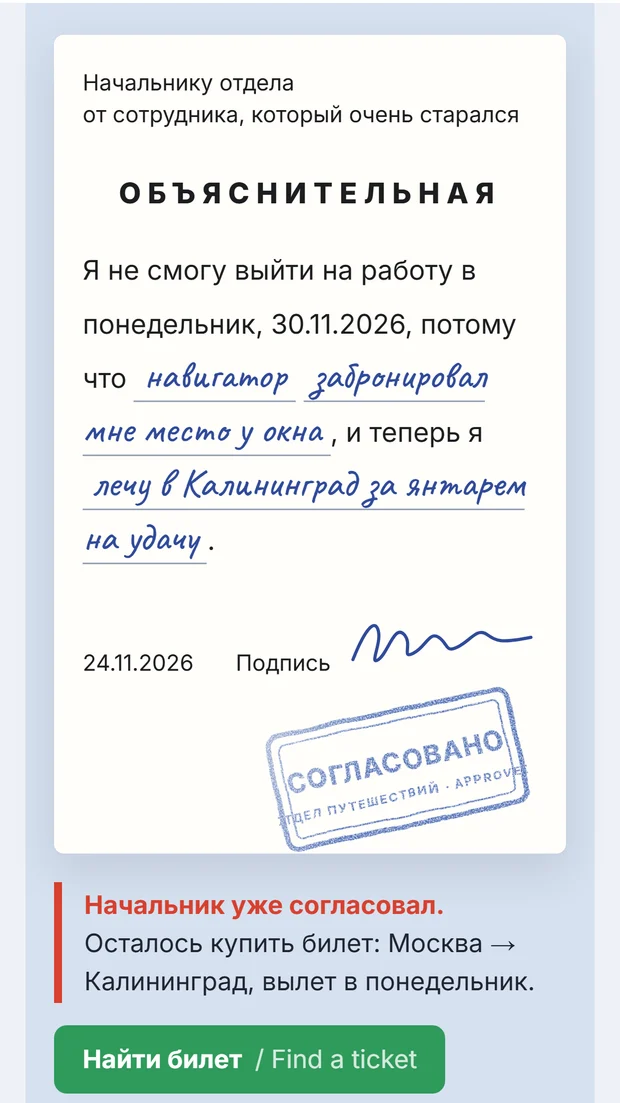 Начальнику отдела
от сотрудника, который очень старался
ОБЪЯСНИТЕЛЬНАЯ
Я не смогу выйти на работу в
понедельник, 30.11.2026, потому
что навигатор забронировал
мне место у окна, и теперь я
лечу в Калининград за янтарем
на удачу.
24.11.2026 Подпись
СОГЛАСОВАНО
ТДЕЛ ПУТЕШЕСТВИЙ · APPROVE
Начальник уже согласовал.
Осталось купить билет: Москва →
Калининград, вылет в понедельник.
Найти билет / Find a ticket